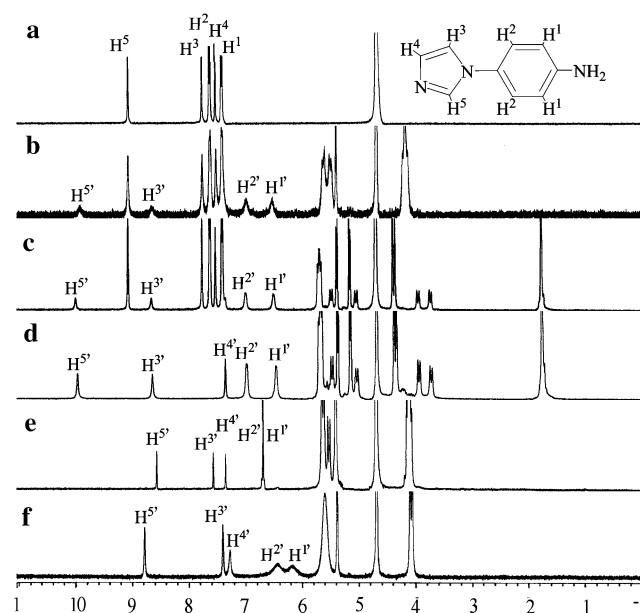 a
H⁵ H³ H² H⁴ H¹
H⁴ H³ H² H¹
N N NH₂
H⁵ H² H¹
b
H⁵' H³' H²' H¹'
c
H⁵' H³' H²' H¹'
d
H⁵' H³' H⁴' H²' H¹'
e
H⁵' H³' H⁴' H²' H¹'
f
H⁵' H³' H⁴' H²' H¹'
1 10 9 8 7 6 5 4 3 2 1 0